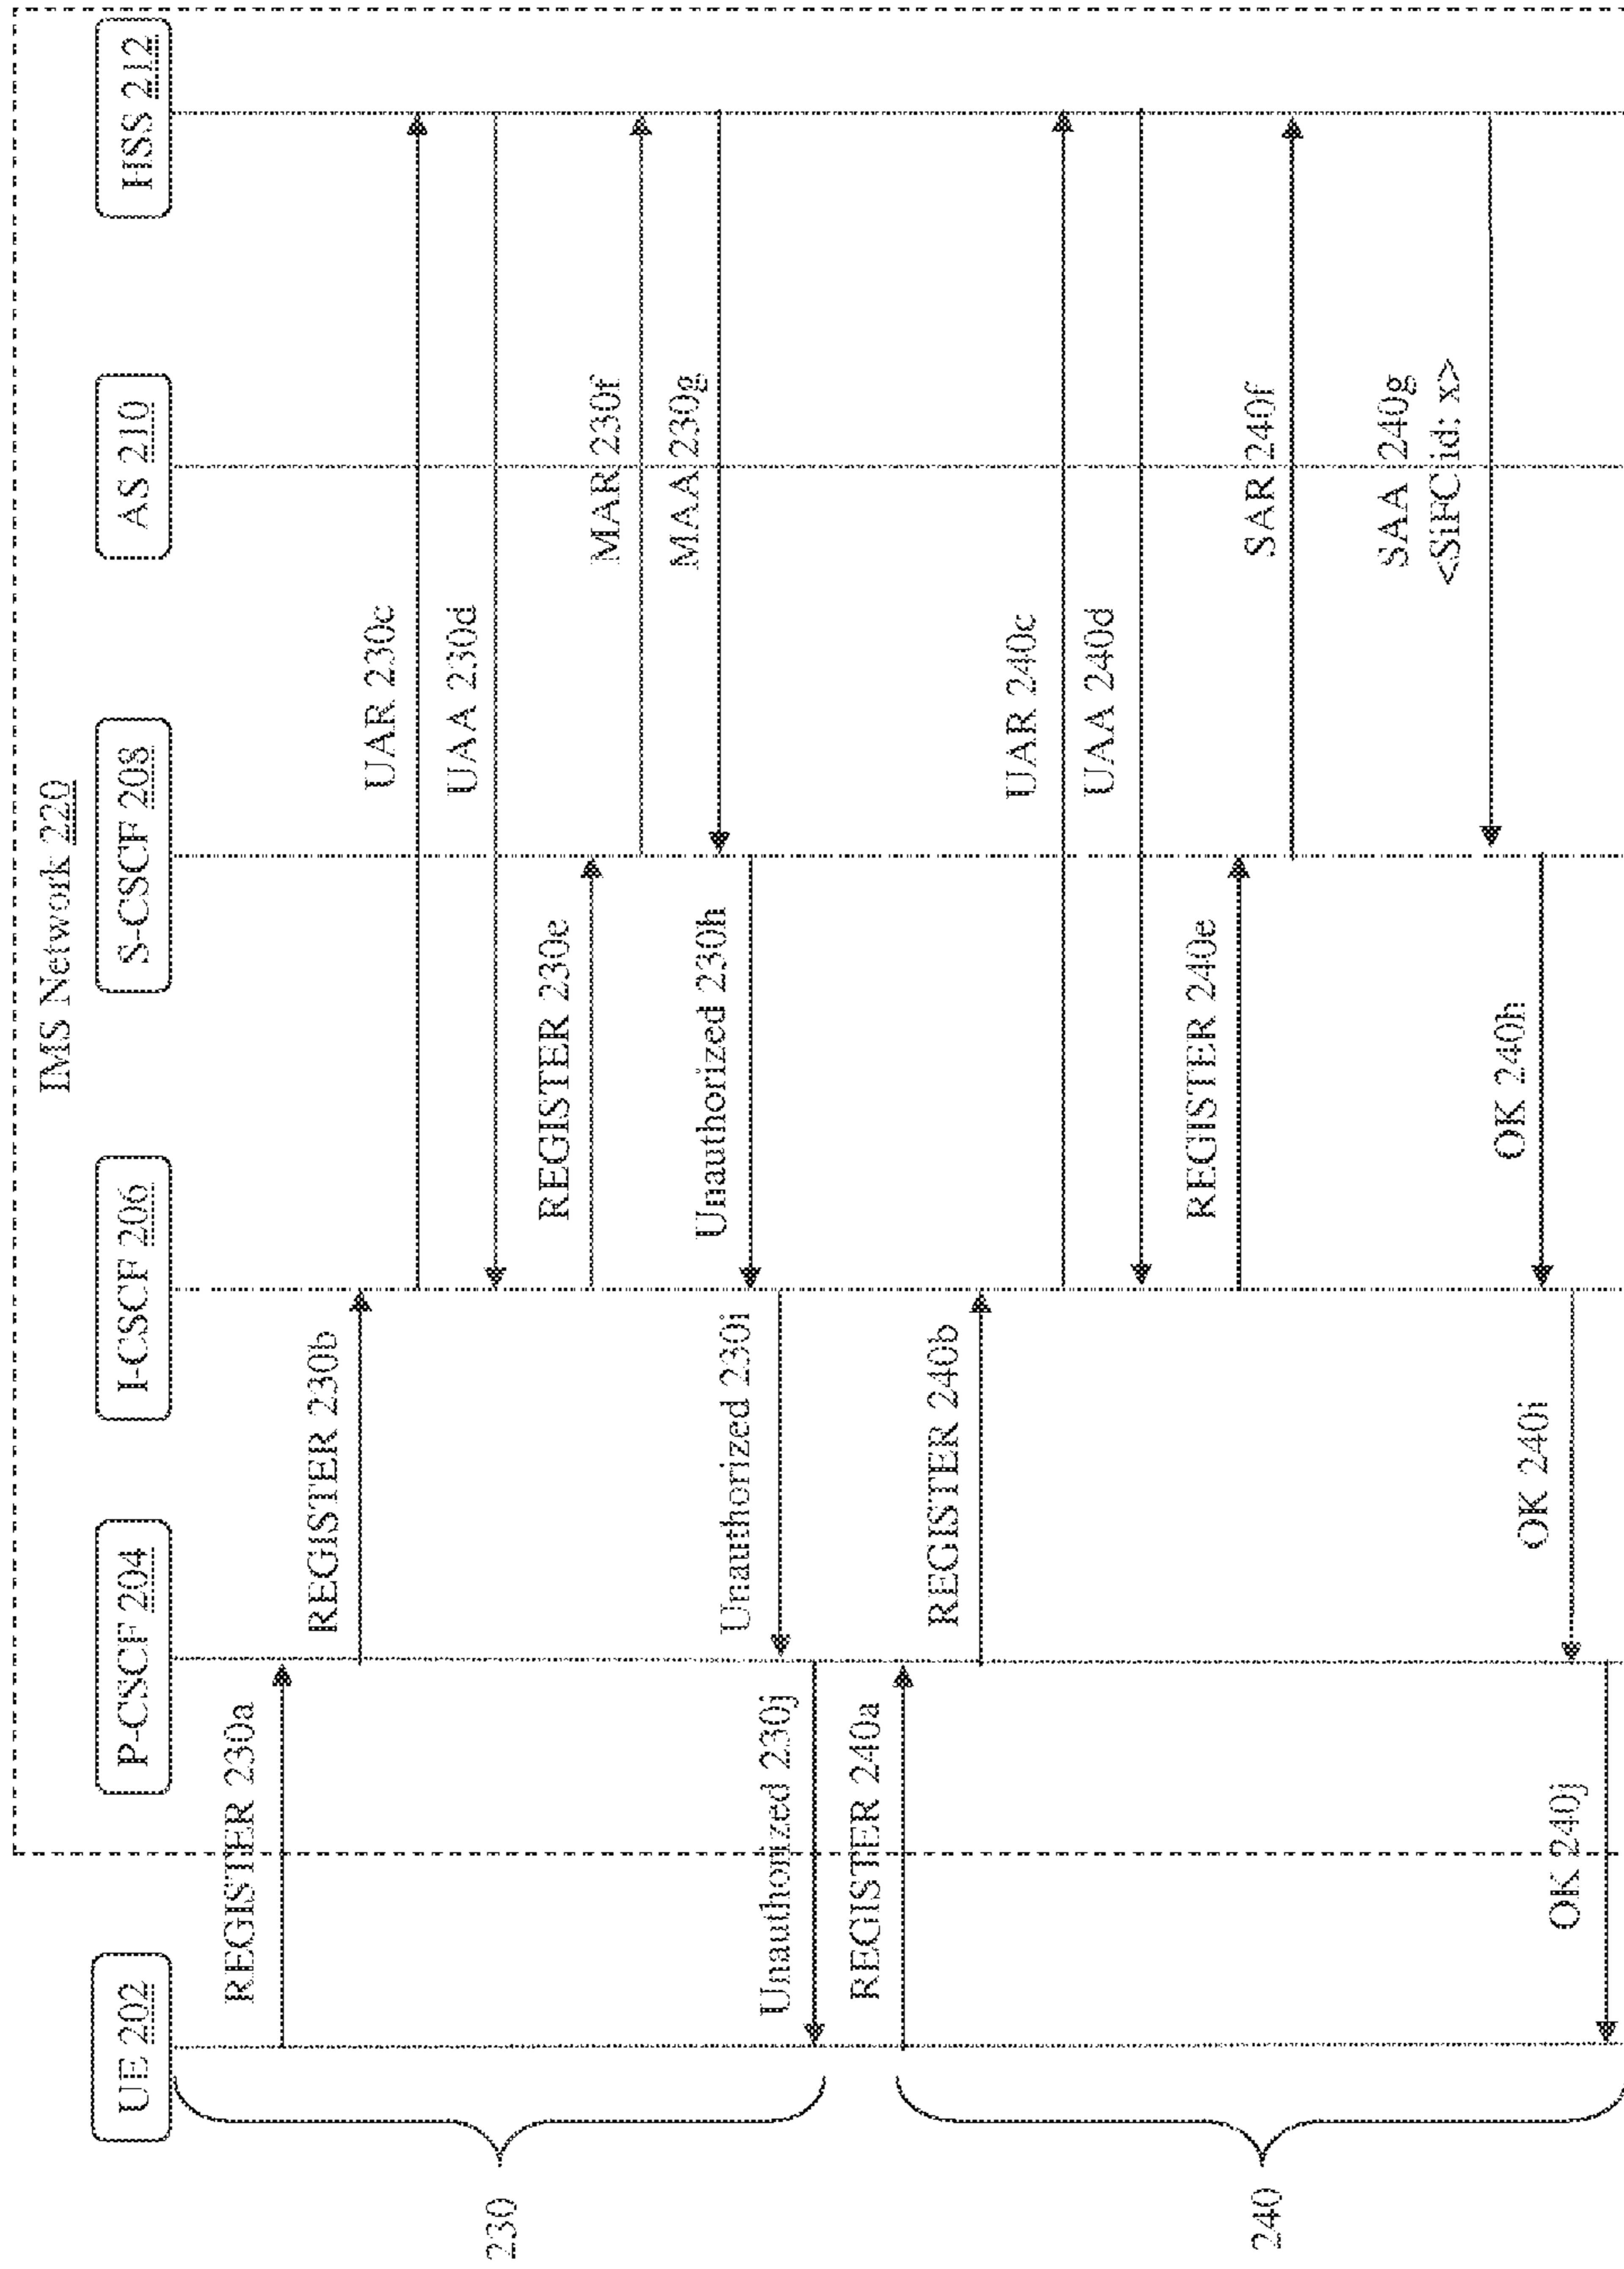 IMS Network 220
UE 202
P-CSCF 204
I-CSCF 206
S-CSCF 208
AS 210
HSS 212
REGISTER 230a
REGISTER 230b
UAR 230c
UAA 230d
REGISTER 230e
MAR 230f
MAA 230g
Unauthorized 230h
Unauthorized 230i
Unauthorized 230j
230
REGISTER 240a
REGISTER 240b
UAR 240c
UAA 240d
REGISTER 240e
SAR 240f
SAA 240g
<SiFCid: x>
OK 240h
OK 240i
OK 240j
240